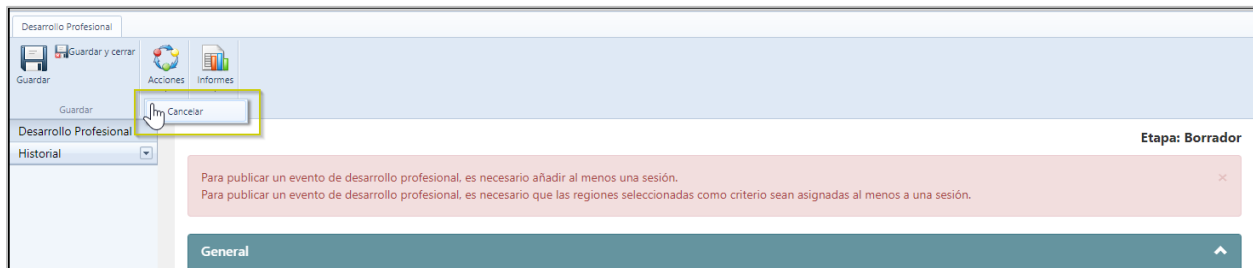 Desarrollo Profesional
Guardar y cerrar
Guardar
Acciones
Informes
Guardar
Cancelar
Desarrollo Profesional
Historial
Etapa: Borrador
Para publicar un evento de desarrollo profesional, es necesario añadir al menos una sesión.
Para publicar un evento de desarrollo profesional, es necesario que las regiones seleccionadas como criterio sean asignadas al menos a una sesión.
General